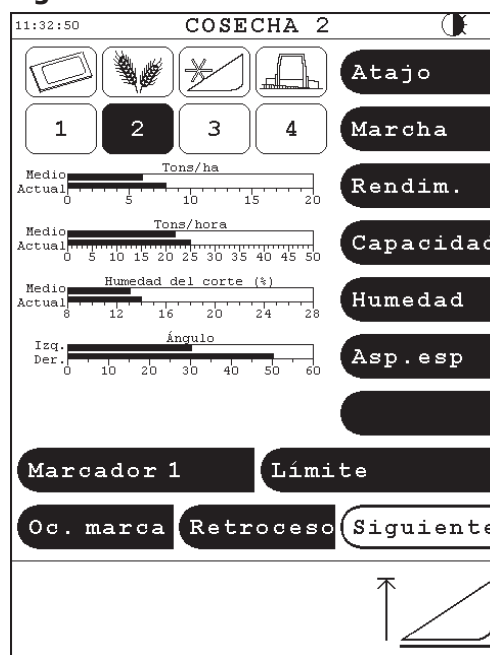 11:32:50 COSECHA 2
Atajo
1 2 3 4 Marcha
Tons/ha
Medio
Actual
0 5 10 15 20
Rendim.
Tons/hora
Medio
Actual
0 5 10 15 20 25 30 35 40 45 50
Capacidad
Humedad del corte (%)
Medio
Actual
8 12 16 20 24 28
Humedad
Ángulo
Izq.
Der.
0 10 20 30 40 50 60
Asp.esp
Marcador 1 Límite
Oc. marca Retroceso Siguiente